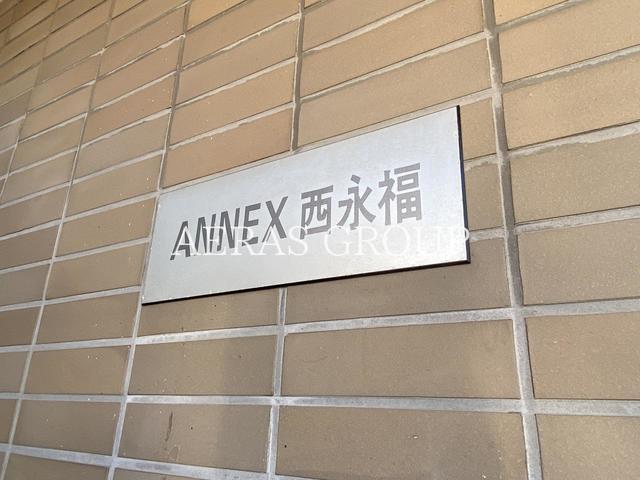 ANNEX 西永福
AERAS GROUP